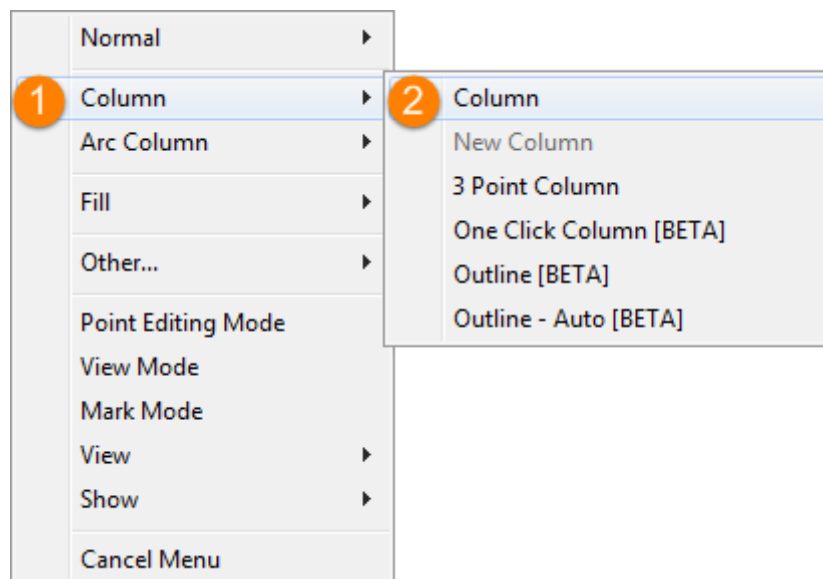 Normal
1 Column
Arc Column
Fill
Other...
Point Editing Mode
View Mode
Mark Mode
View
Show
Cancel Menu
2 Column
New Column
3 Point Column
One Click Column [BETA]
Outline [BETA]
Outline - Auto [BETA]